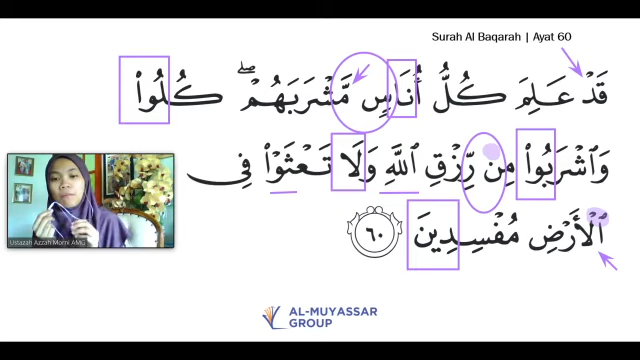 Surah Al Baqarah | Ayat 60
قَدْ عَلِمَ كُلُّ أُنَاسٍ مَّشْرَبَهُمْ ۖ كُلُوا۟
وَٱشْرَبُوا۟ مِن رِّزْقِ ٱللَّهِ وَلَا تَعْثَوْا۟ فِى
ٱلْأَرْضِ مُفْسِدِينَ ٦٠
Ustazah Azzah Morni AMG
AL-MUYASSAR
GROUP